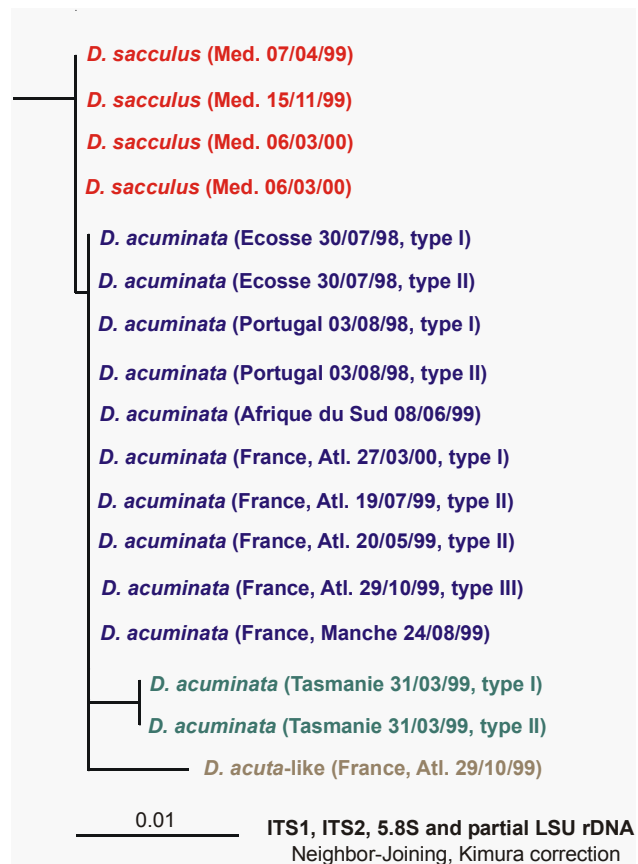 D. sacculus (Med. 07/04/99)
D. sacculus (Med. 15/11/99)
D. sacculus (Med. 06/03/00)
D. sacculus (Med. 06/03/00)
D. acuminata (Ecosse 30/07/98, type I)
D. acuminata (Ecosse 30/07/98, type II)
D. acuminata (Portugal 03/08/98, type I)
D. acuminata (Portugal 03/08/98, type II)
D. acuminata (Afrique du Sud 08/06/99)
D. acuminata (France, Atl. 27/03/00, type I)
D. acuminata (France, Atl. 19/07/99, type II)
D. acuminata (France, Atl. 20/05/99, type II)
D. acuminata (France, Atl. 29/10/99, type III)
D. acuminata (France, Manche 24/08/99)
D. acuminata (Tasmanie 31/03/99, type I)
D. acuminata (Tasmanie 31/03/99, type II)
D. acuta-like (France, Atl. 29/10/99)
0.01
ITS1, ITS2, 5.8S and partial LSU rDNA
Neighbor-Joining, Kimura correction